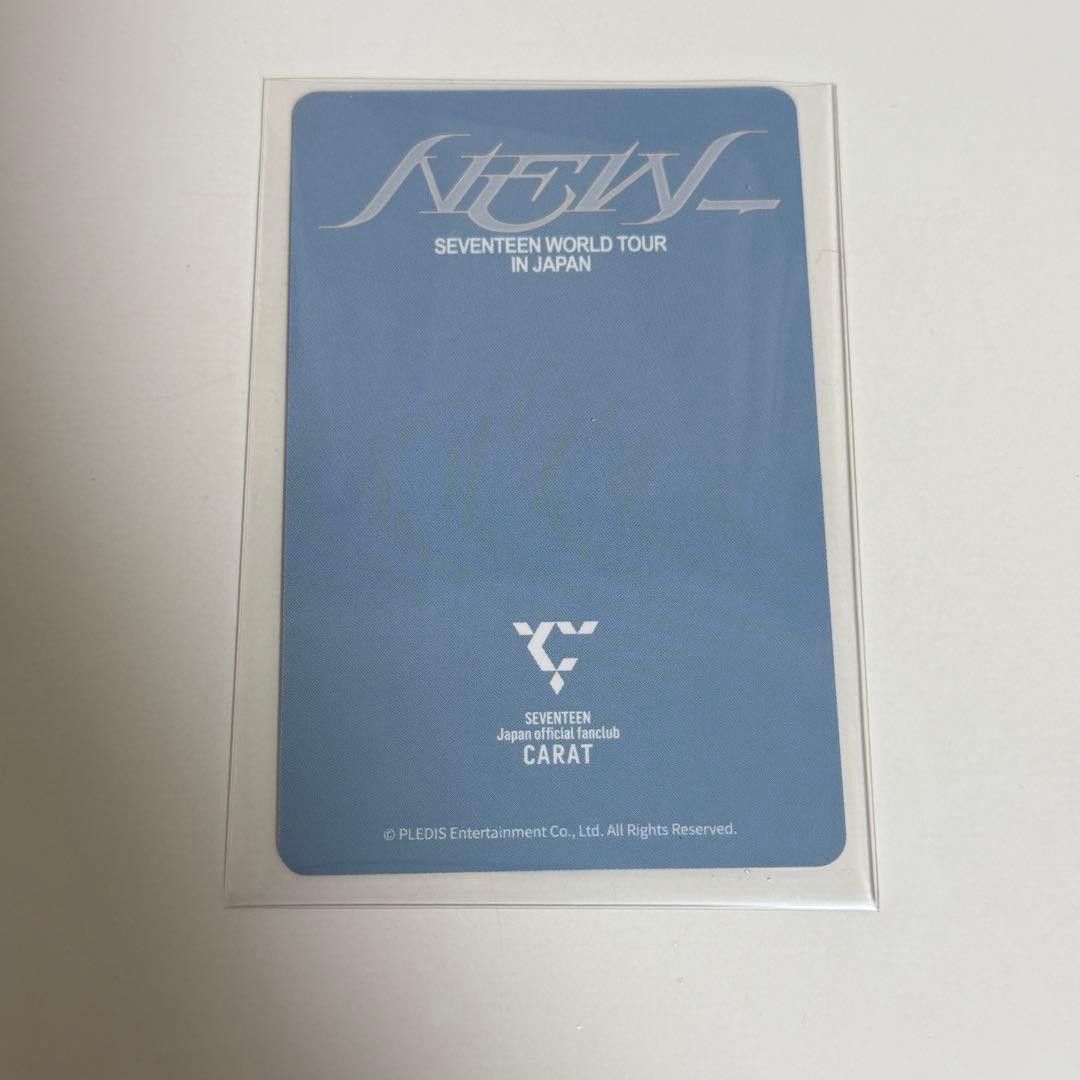 NEW_
SEVENTEEN WORLD TOUR
IN JAPAN
SEVENTEEN
Japan official fanclub
CARAT
© PLEDIS Entertainment Co., Ltd. All Rights Reserved.